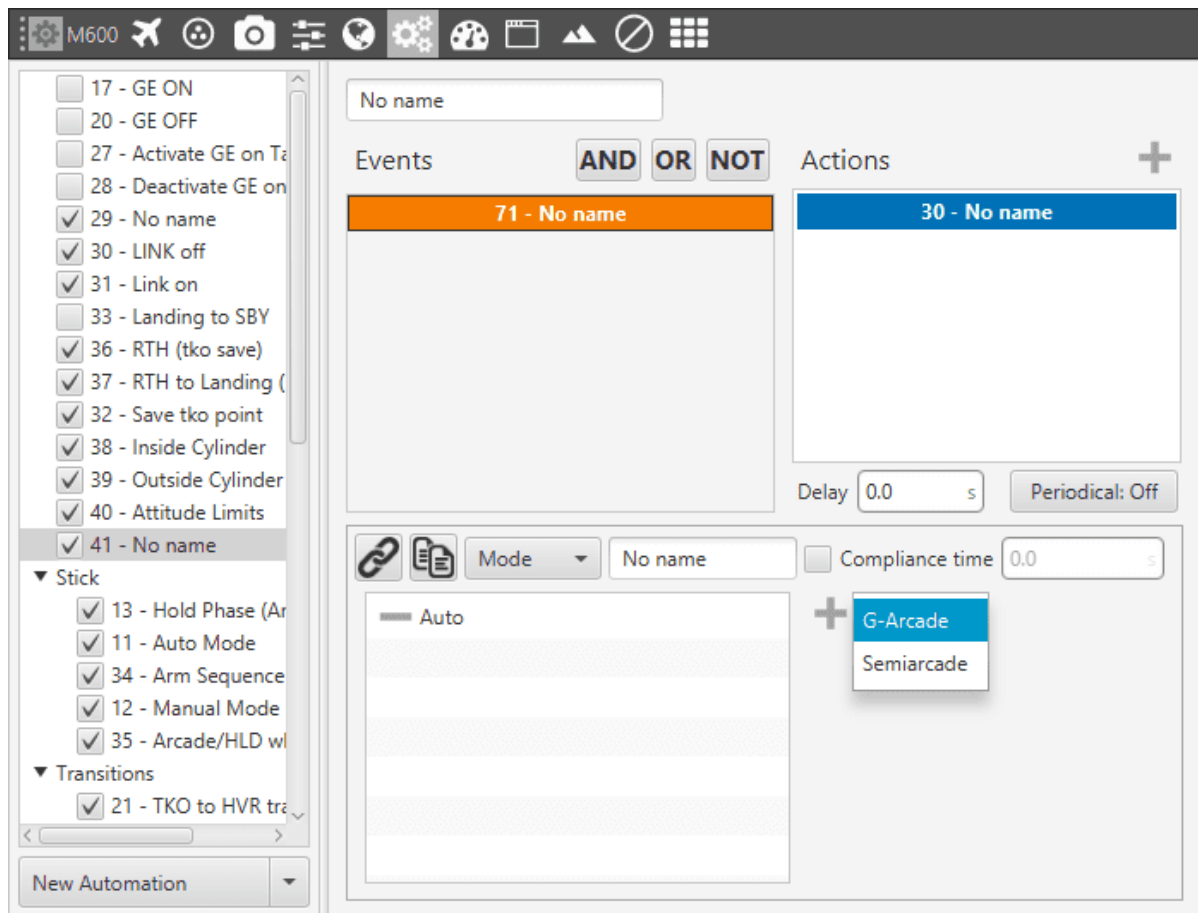 M600
17 - GE ON
20 - GE OFF
27 - Activate GE on Ta
28 - Deactivate GE on
29 - No name
30 - LINK off
31 - Link on
33 - Landing to SBY
36 - RTH (tko save)
37 - RTH to Landing (
32 - Save tko point
38 - Inside Cylinder
39 - Outside Cylinder
40 - Attitude Limits
41 - No name
Stick
13 - Hold Phase (Ar
11 - Auto Mode
34 - Arm Sequence
12 - Manual Mode
35 - Arcade/HLD wl
Transitions
21 - TKO to HVR tra
New Automation
No name
Events AND OR NOT
71 - No name
Actions
30 - No name
Delay 0.0 s Periodical: Off
Mode No name Compliance time 0.0 s
Auto
G-Arcade
Semiarcade